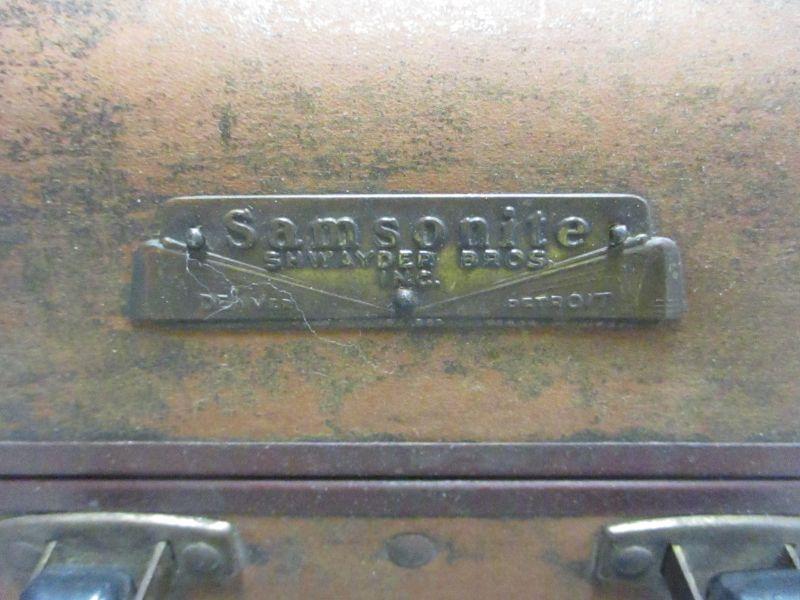 Samsonite
SHWAYDER BROS.
INC.
DENVER DETROIT